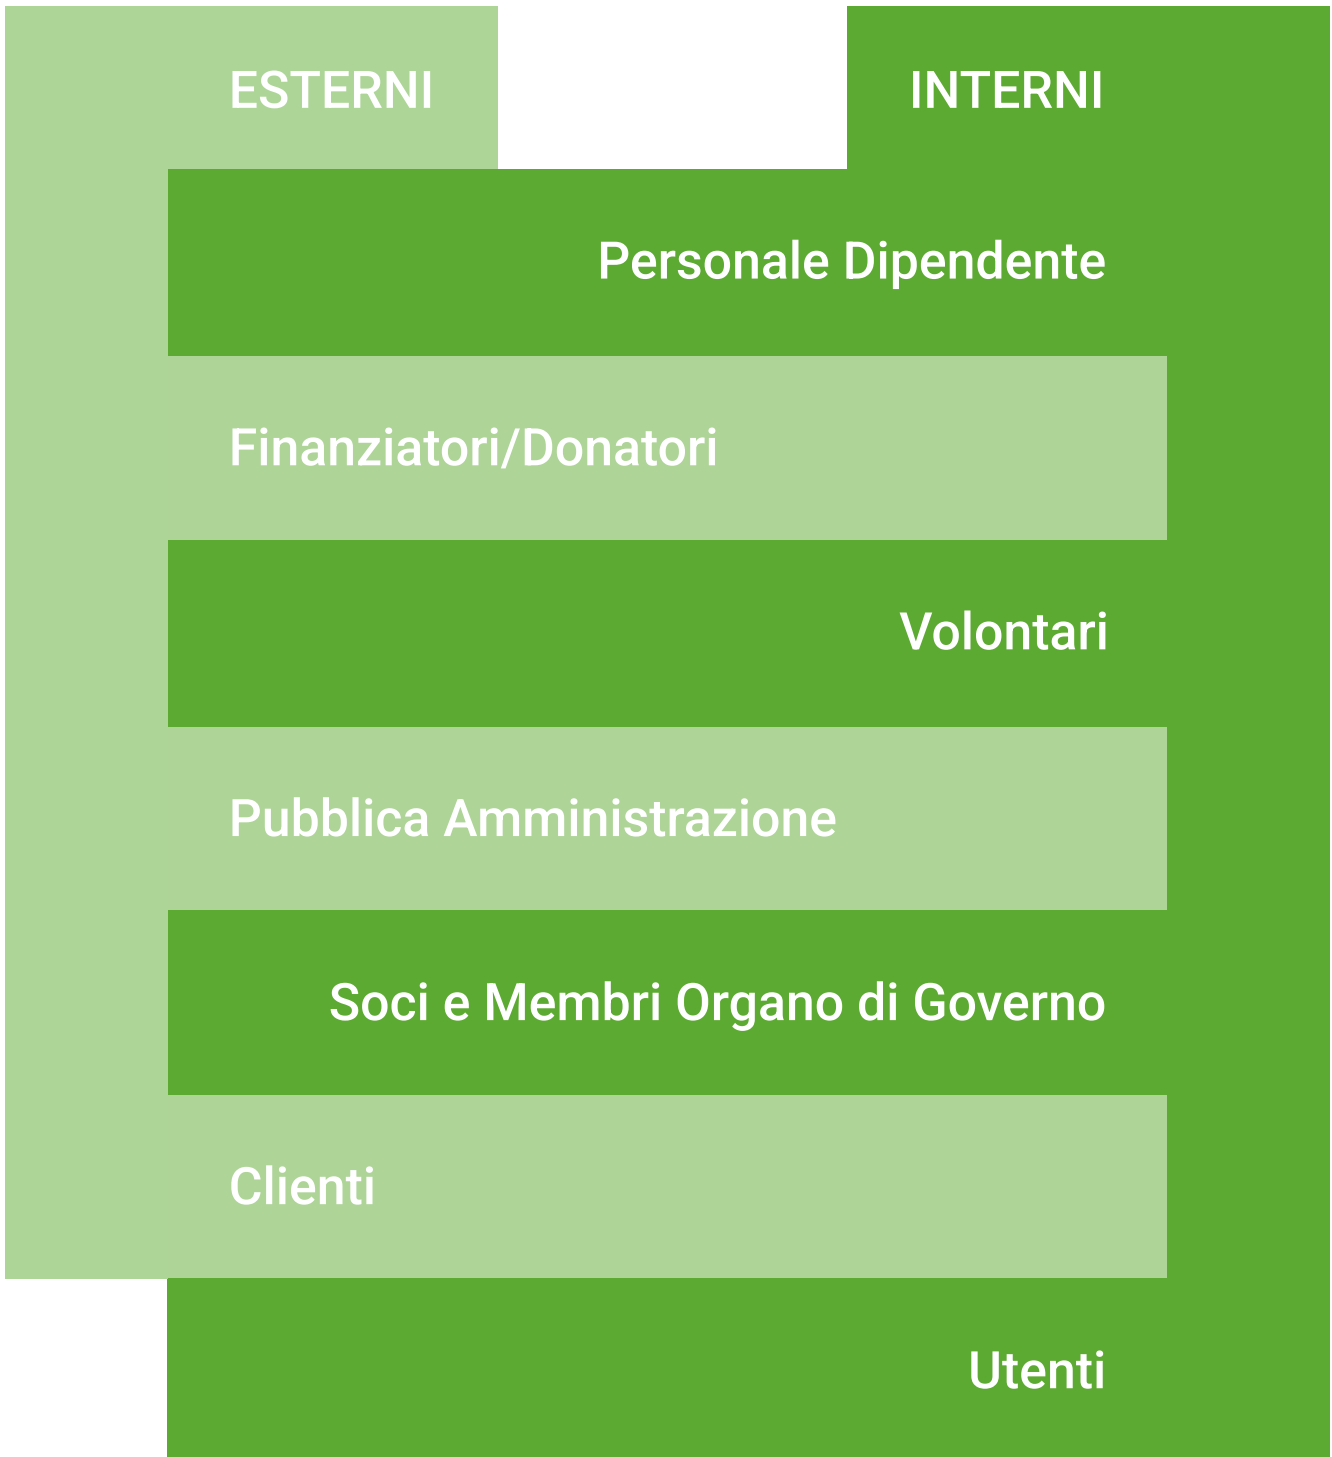 ESTERNI
INTERNI
Personale Dipendente
Finanziatori/Donatori
Volontari
Pubblica Amministrazione
Soci e Membri Organo di Governo
Clienti
Utenti